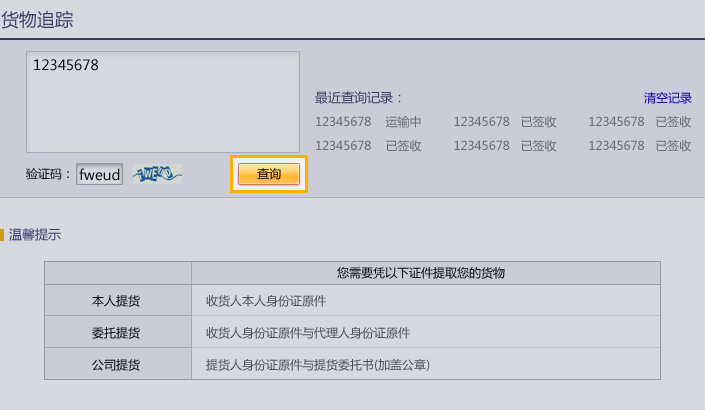 货物追踪
12345678
最近查询记录： 清空记录
12345678 运输中 12345678 已签收 12345678 已签收
12345678 已签收 12345678 已签收 12345678 已签收
验证码： fweud 查询
温馨提示
您需要凭以下证件提取您的货物
本人提货 收货人本人身份证原件
委托提货 收货人身份证原件与代理人身份证原件
公司提货 提货人身份证原件与提货委托书(加盖公章)